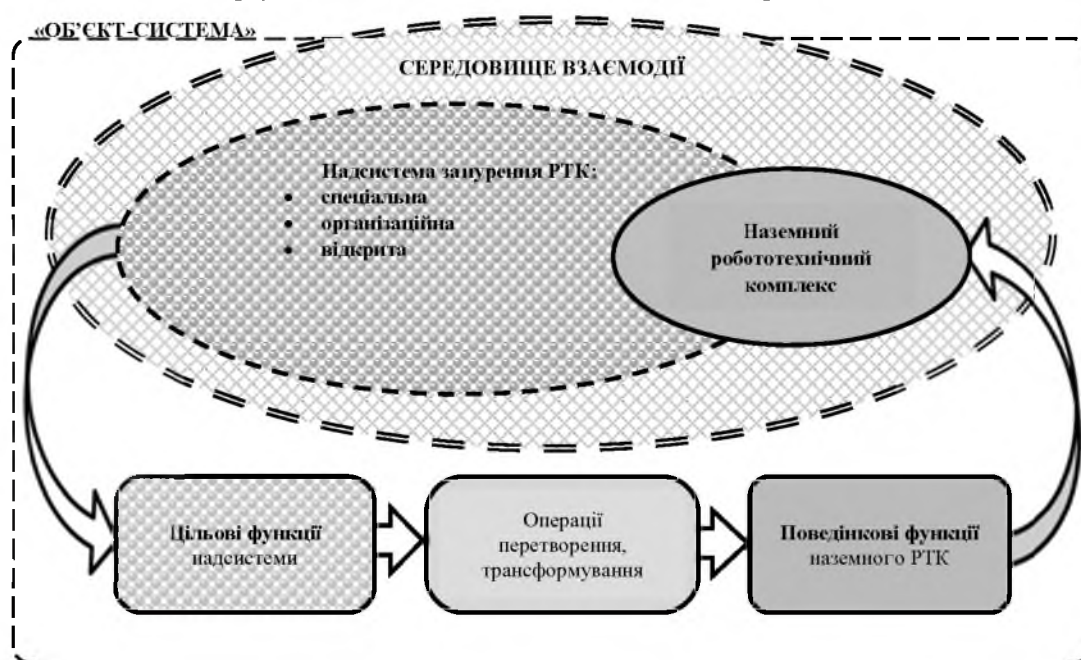 «ОБ’ЄКТ-СИСТЕМА»
СЕРЕДОВИЩЕ ВЗАЄМОДІЇ
Надсистема занурення РТК:
• спеціальна
• організаційна
• відкрита
Наземний
робототехнічний
комплекс
Цільові функції
надсистеми
Операції
перетворення,
трансформування
Поведінкові функції
наземного РТК